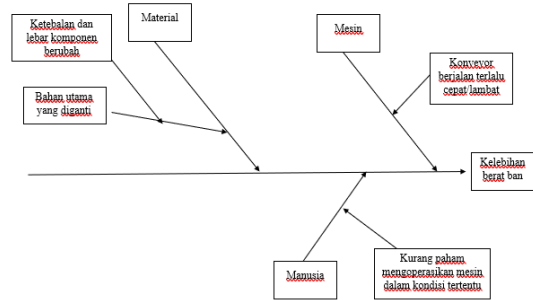 Ketebalan dan
lebar komponen
berubah
Material
Mesin
Konveyor
berjalan terlalu
cepat/lambat
Bahan utama
yang diganti
Kelebihan
berat ban
Manusia
Kurang paham
mengoperasikan mesin
dalam kondisi tertentu